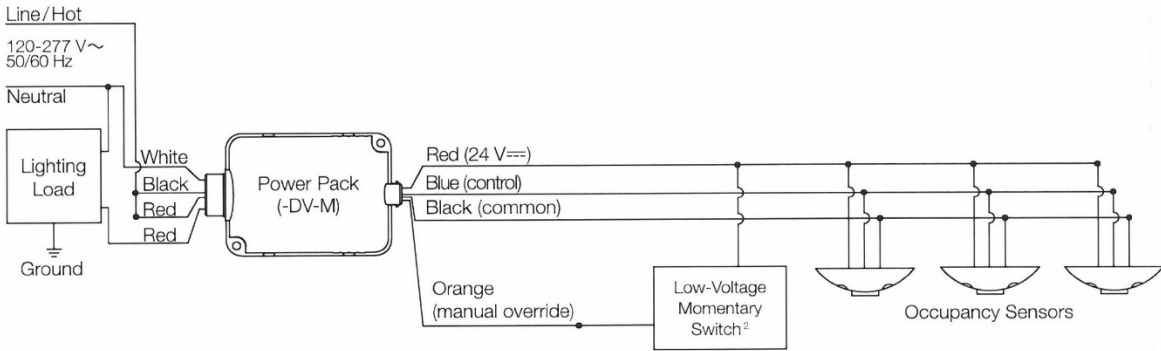 Line/Hot
120-277 V～
50/60 Hz
Neutral
Lighting
Load
Ground
White
Black
Red
Red
Power Pack
(-DV-M)
Red (24 V⎓)
Blue (control)
Black (common)
Orange
(manual override)
Low-Voltage
Momentary
Switch²
Occupancy Sensors